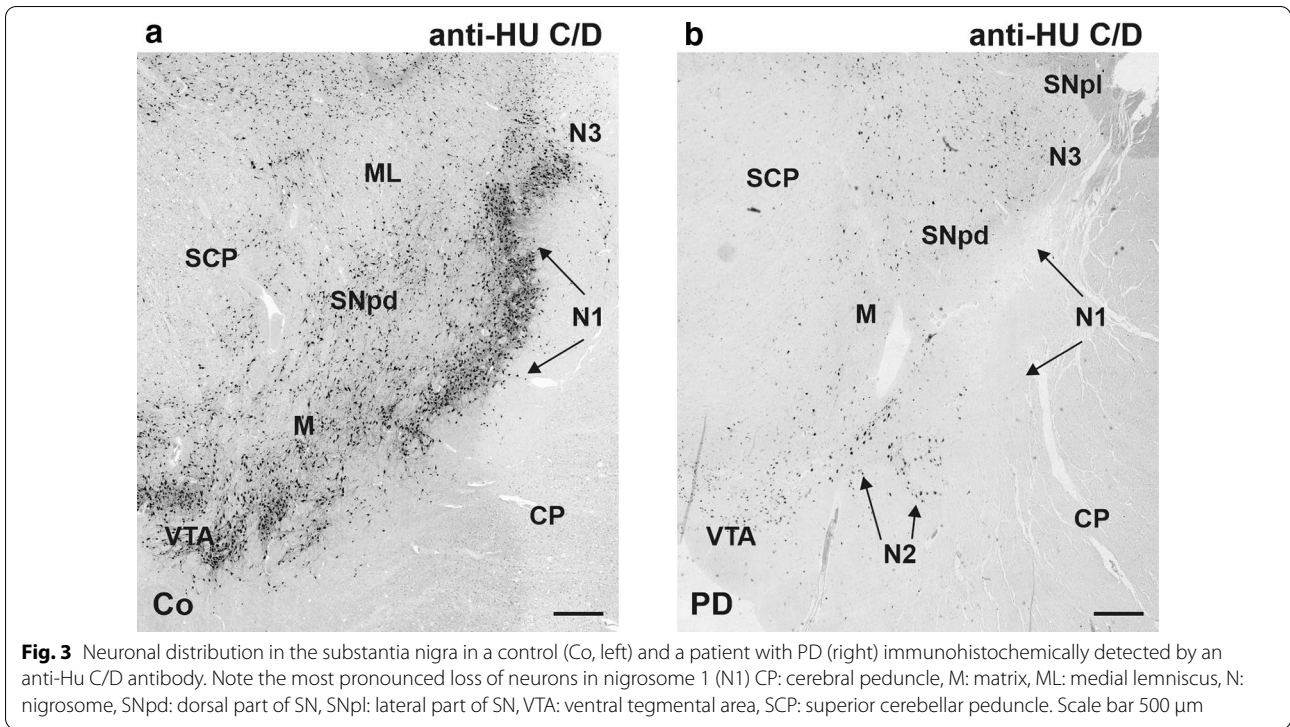 a
anti-HU C/D
N3
ML
SCP
SNpd
N1
M
VTA
CP
Co
b
anti-HU C/D
SNpl
N3
SCP
SNpd
M
N1
VTA
N2
CP
PD
Fig. 3 Neuronal distribution in the substantia nigra in a control (Co, left) and a patient with PD (right) immunohistochemically detected by an
anti-Hu C/D antibody. Note the most pronounced loss of neurons in nigrosome 1 (N1) CP: cerebral peduncle, M: matrix, ML: medial lemniscus, N:
nigrosome, SNpd: dorsal part of SN, SNpl: lateral part of SN, VTA: ventral tegmental area, SCP: superior cerebellar peduncle. Scale bar 500 μm